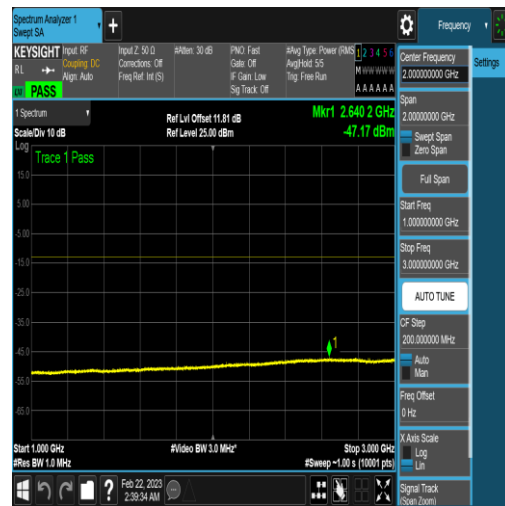 Spectrum Analyzer 1
Swept SA
+
Frequency
KEYSIGHT
RL
Align: Auto
Input: RF
Coupling: DC
Input Z: 50 Ω
Corrections: Off
Freq Ref: Int (S)
#Atten: 30 dB
PNO: Fast
Gate: Off
IF Gain: Low
Sig Track: Off
#Avg Type: Power (RMS
Avg|Hold: 5/5
Trig: Free Run
1 2 3 4 5 6
M W W W W W
A A A A A A
PASS
1 Spectrum
Scale/Div 10 dB
Ref Lvl Offset 11.81 dB
Ref Level 25.00 dBm
Mkr1 2.640 2 GHz
-47.17 dBm
Log
Trace 1 Pass
15.0
5.00
-5.00
-15.0
-25.0
-35.0
-45.0
-55.0
-65.0
1
Start 1.000 GHz
#Res BW 1.0 MHz
#Video BW 3.0 MHz*
Stop 3.000 GHz
#Sweep ~1.00 s (10001 pts)
?
Feb 22, 2023
2:39:34 AM
Center Frequency
2.000000000 GHz
Settings
Span
2.00000000 GHz
Swept Span
Zero Span
Full Span
Start Freq
1.000000000 GHz
Stop Freq
3.000000000 GHz
AUTO TUNE
CF Step
200.000000 MHz
Auto
Man
Freq Offset
0 Hz
X Axis Scale
Log
Lin
Signal Track
(Span Zoom)